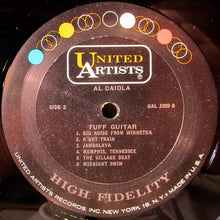 UNITED
ARTISTS
AL CAIOLA
SIDE 2
UAL 3389 B
TUFF GUITAR
1. BIG NOISE FROM WINNETKA
2. NIGHT TRAIN
3. JAMBALAYA
4. MEMPHIS, TENNESSEE
5. THE VILLAGE BEAT
6. MIDNIGHT SWIM
HIGH FIDELITY
UNITED ARTISTS RECORDS, INC. NEW YORK 19, N.Y. MADE IN U.S.A.